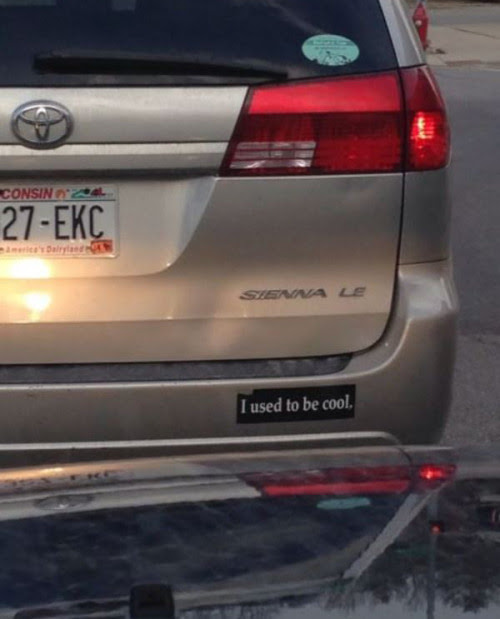 CONSIN
27-EKC
America's Dairyland
SIENNA LE
I used to be cool.